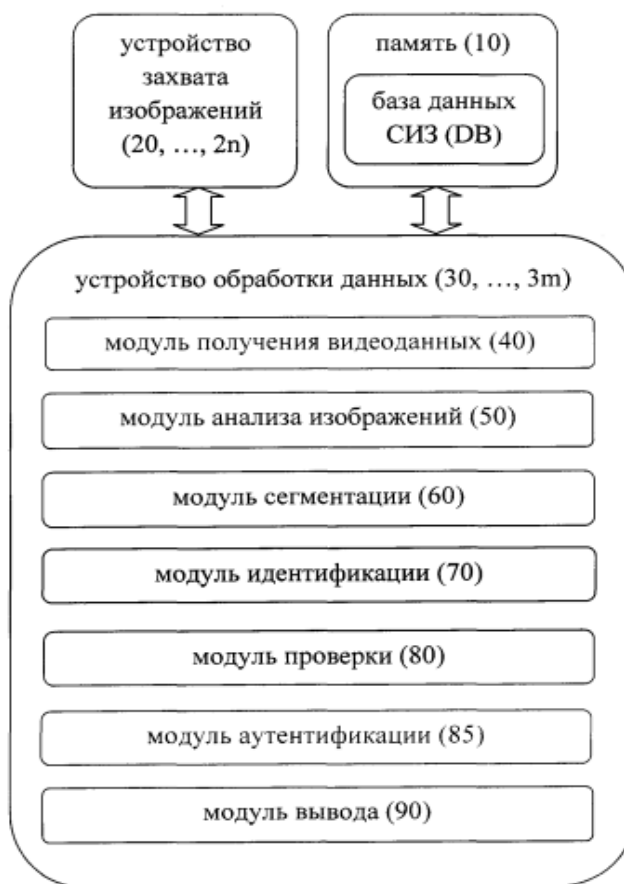 устройство
захвата
изображений
(20, ..., 2n)
память (10)
база данных
СИЗ (DB)
устройство обработки данных (30, ..., 3m)
модуль получения видеоданных (40)
модуль анализа изображений (50)
модуль сегментации (60)
модуль идентификации (70)
модуль проверки (80)
модуль аутентификации (85)
модуль вывода (90)